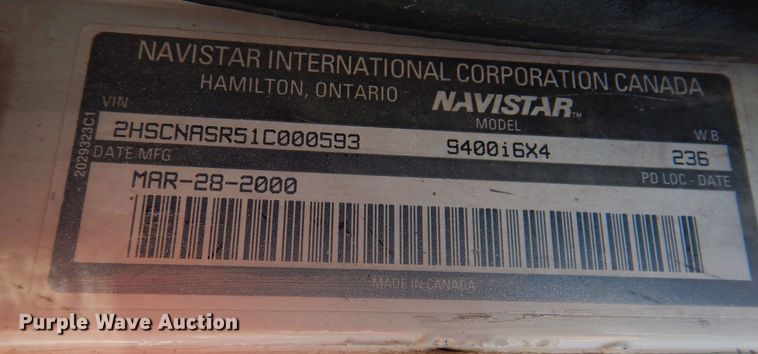 NAVISTAR INTERNATIONAL CORPORATION CANADA
HAMILTON, ONTARIO NAVISTAR™
VIN MODEL W.B.
2HSCNASR51C000593 9400i6X4 236
DATE MFG PD LOC - DATE
MAR-28-2000
MADE IN CANADA
2029323C1
Purple Wave Auction